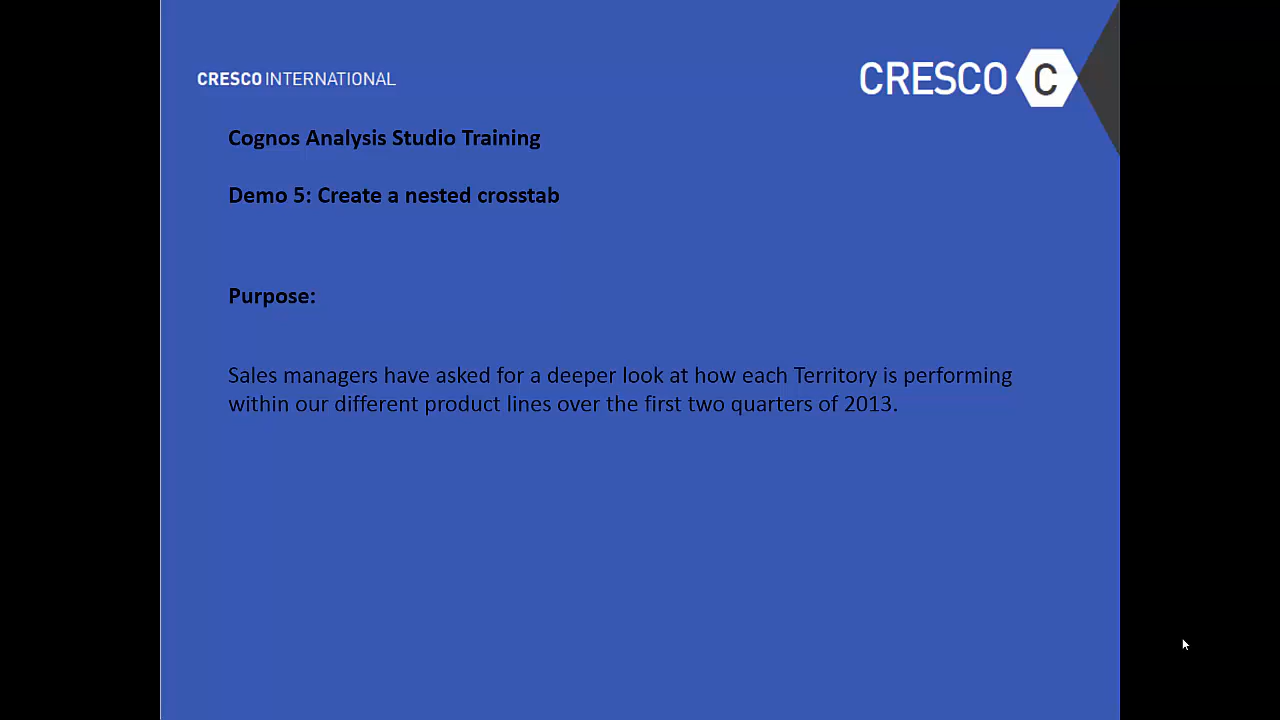 CRESCO INTERNATIONAL
CRESCO C
Cognos Analysis Studio Training
Demo 5: Create a nested crosstab
Purpose:
Sales managers have asked for a deeper look at how each Territory is performing
within our different product lines over the first two quarters of 2013.